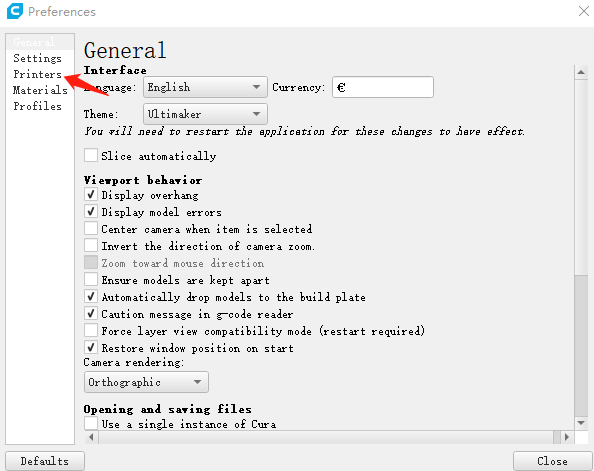 Preferences
General
Settings
Printers
Materials
Profiles
General
Interface
Language: English Currency: €
Theme: Ultimaker
You will need to restart the application for these changes to have effect.
Slice automatically
Viewport behavior
Display overhang
Display model errors
Center camera when item is selected
Invert the direction of camera zoom.
Zoom toward mouse direction
Ensure models are kept apart
Automatically drop models to the build plate
Caution message in g-code reader
Force layer view compatibility mode (restart required)
Restore window position on start
Camera rendering:
Orthographic
Opening and saving files
Use a single instance of Cura
Defaults
Close